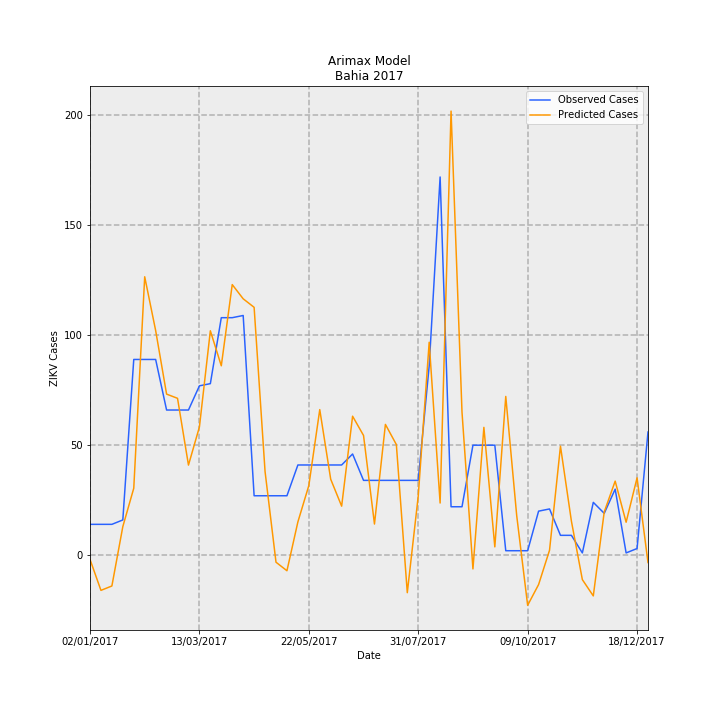 Arimax Model
Bahia 2017
Observed Cases
Predicted Cases
200
150
100
50
0
ZIKV Cases
02/01/2017
13/03/2017
22/05/2017
31/07/2017
09/10/2017
18/12/2017
Date